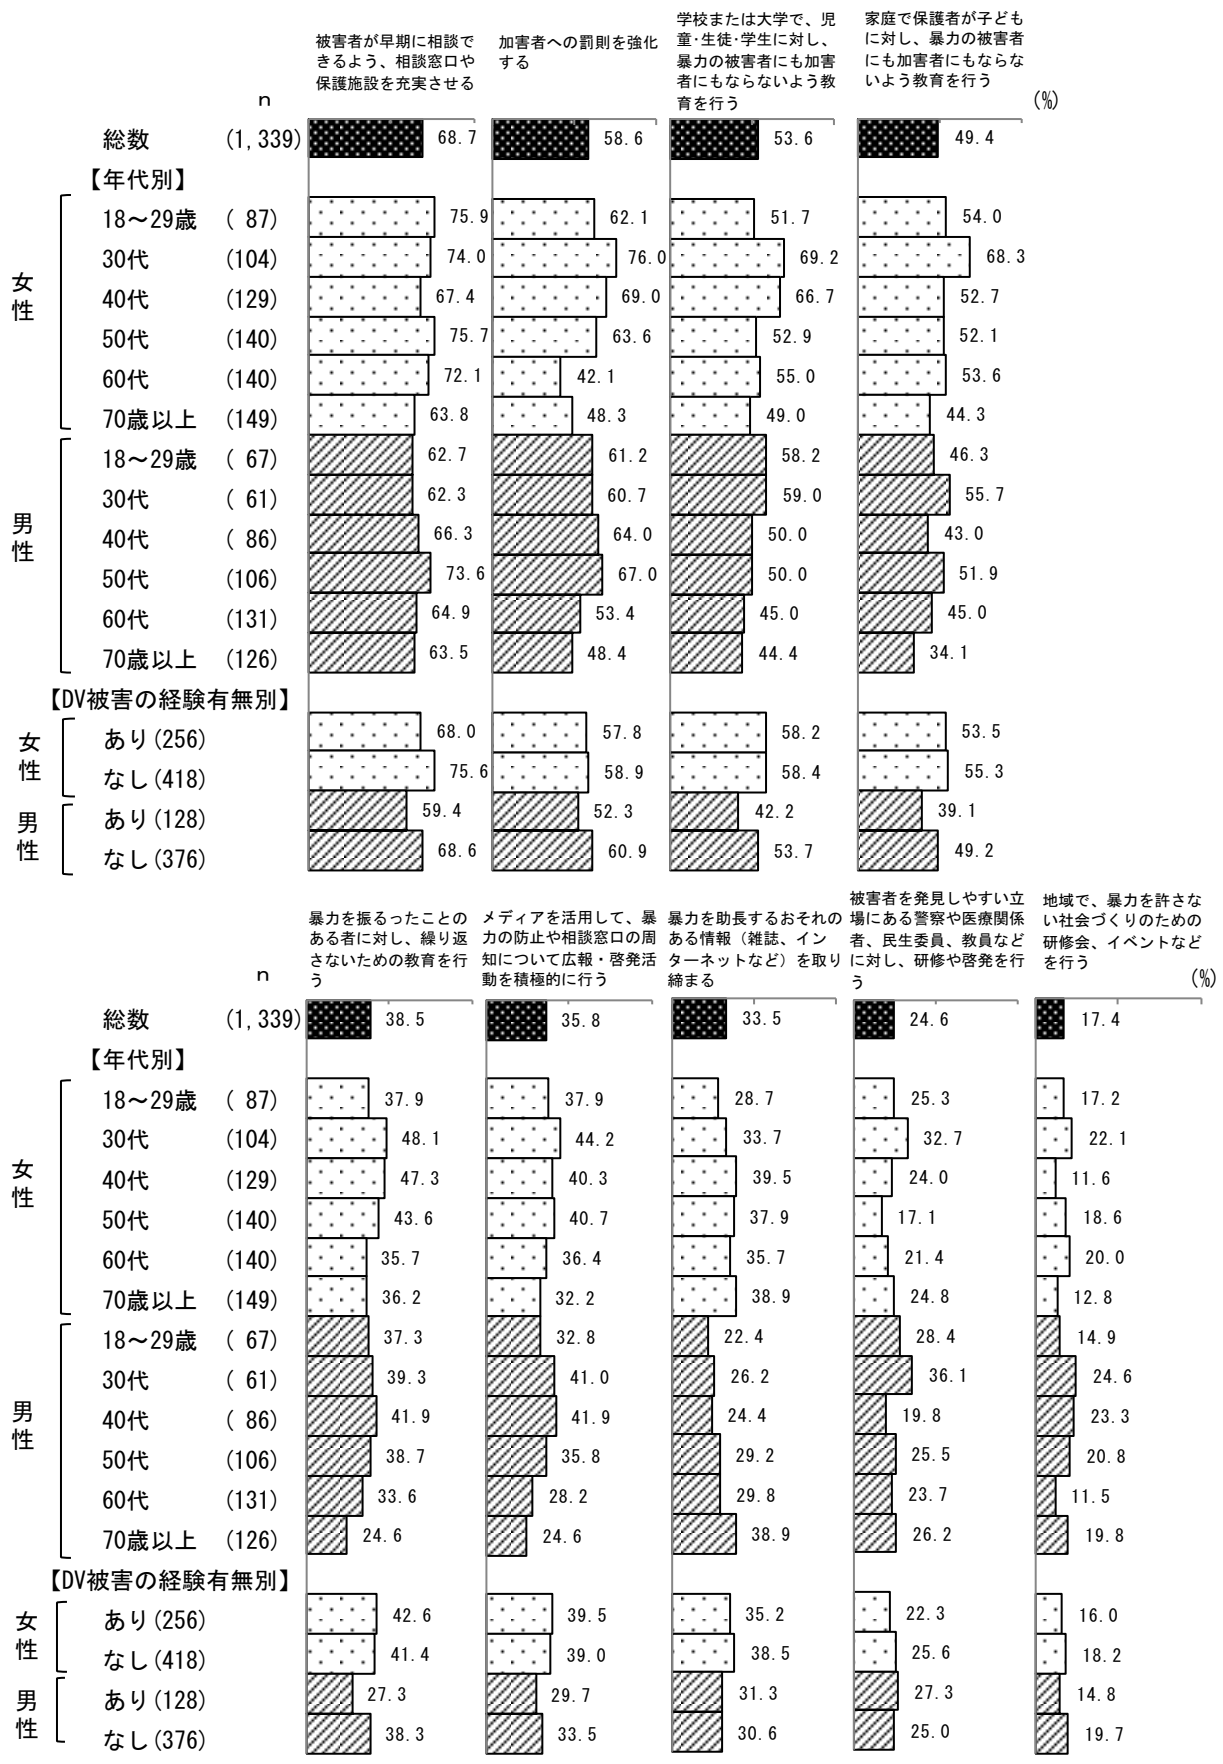 被害者が早期に相談で
きるよう、相談窓口や
保護施設を充実させる
加害者への罰則を強化
する
学校または大学で、児
童・生徒・学生に対し、
暴力の被害者にも加害
者にもならないよう教
育を行う
家庭で保護者が子ども
に対し、暴力の被害者
にも加害者にもならな
いよう教育を行う
n
(%)
総数 (1,339) 68.7 58.6 53.6 49.4
【年代別】
女性
18～29歳 ( 87) 75.9 62.1 51.7 54.0
30代 (104) 74.0 76.0 69.2 68.3
40代 (129) 67.4 69.0 66.7 52.7
50代 (140) 75.7 63.6 52.9 52.1
60代 (140) 72.1 42.1 55.0 53.6
70歳以上 (149) 63.8 48.3 49.0 44.3
男性
18～29歳 ( 67) 62.7 61.2 58.2 46.3
30代 ( 61) 62.3 60.7 59.0 55.7
40代 ( 86) 66.3 64.0 50.0 43.0
50代 (106) 73.6 67.0 50.0 51.9
60代 (131) 64.9 53.4 45.0 45.0
70歳以上 (126) 63.5 48.4 44.4 34.1
【DV被害の経験有無別】
女性
あり(256) 68.0 57.8 58.2 53.5
なし(418) 75.6 58.9 58.4 55.3
男性
あり(128) 59.4 52.3 42.2 39.1
なし(376) 68.6 60.9 53.7 49.2
暴力を振るったことの
ある者に対し、繰り返
さないための教育を行
う
メディアを活用して、暴
力の防止や相談窓口の周
知について広報・啓発活
動を積極的に行う
暴力を助長するおそれの
ある情報（雑誌、イン
ターネットなど）を取り
締まる
被害者を発見しやすい立
場にある警察や医療関係
者、民生委員、教員など
に対し、研修や啓発を行
う
地域で、暴力を許さな
い社会づくりのための
研修会、イベントなど
を行う
n
(%)
総数 (1,339) 38.5 35.8 33.5 24.6 17.4
【年代別】
女性
18～29歳 ( 87) 37.9 37.9 28.7 25.3 17.2
30代 (104) 48.1 44.2 33.7 32.7 22.1
40代 (129) 47.3 40.3 39.5 24.0 11.6
50代 (140) 43.6 40.7 37.9 17.1 18.6
60代 (140) 35.7 36.4 35.7 21.4 20.0
70歳以上 (149) 36.2 32.2 38.9 24.8 12.8
男性
18～29歳 ( 67) 37.3 32.8 22.4 28.4 14.9
30代 ( 61) 39.3 41.0 26.2 36.1 24.6
40代 ( 86) 41.9 41.9 24.4 19.8 23.3
50代 (106) 38.7 35.8 29.2 25.5 20.8
60代 (131) 33.6 28.2 29.8 23.7 11.5
70歳以上 (126) 24.6 24.6 38.9 26.2 19.8
【DV被害の経験有無別】
女性
あり(256) 42.6 39.5 35.2 22.3 16.0
なし(418) 41.4 39.0 38.5 25.6 18.2
男性
あり(128) 27.3 29.7 31.3 27.3 14.8
なし(376) 38.3 33.5 30.6 25.0 19.7